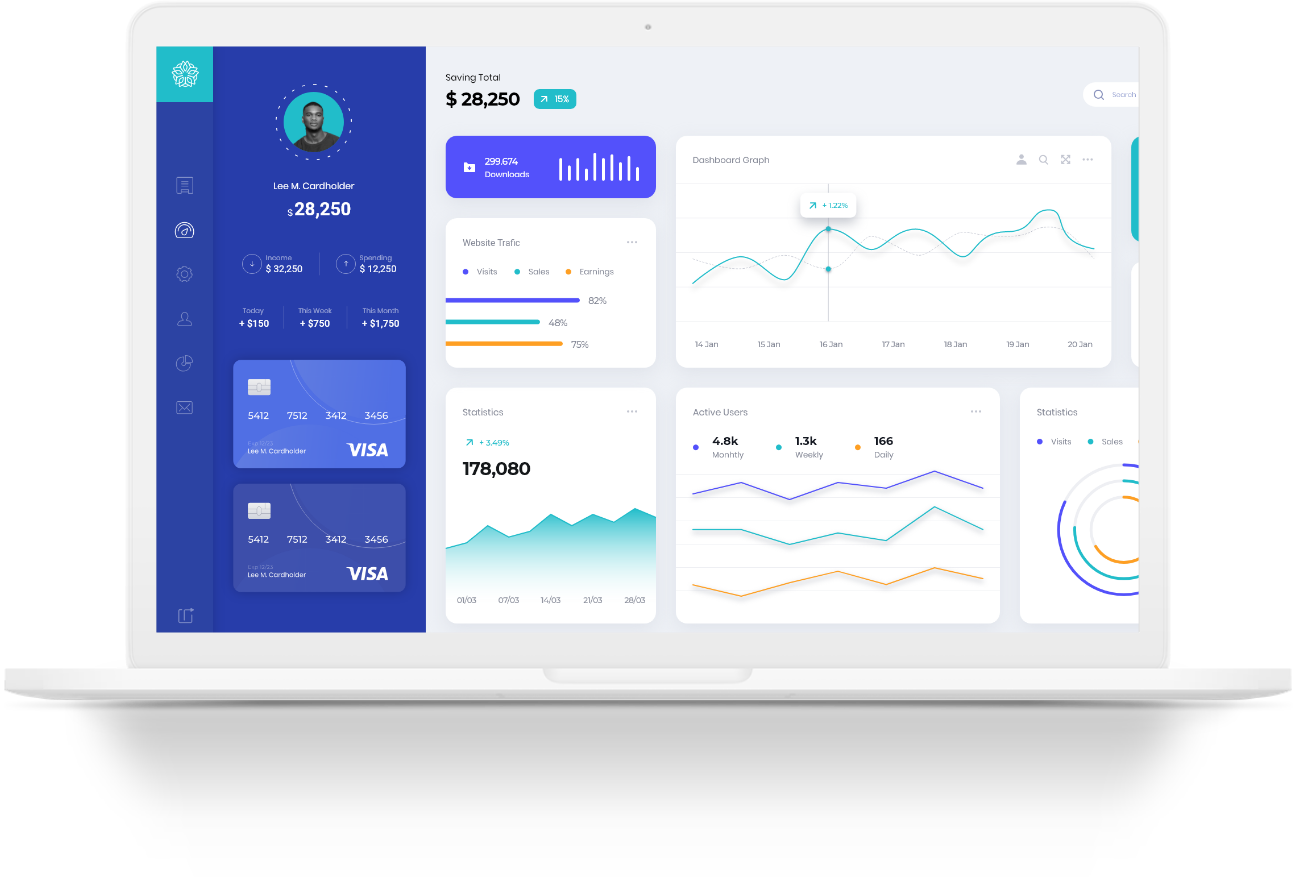 Lee M. Cardholder
$ 28,250
Income
$ 32,250
Spending
$ 12,250
Today
+ $150
This Week
+ $750
This Month
+ $1,750
5412 7512 3412 3456
Exp 12/25
Lee M. Cardholder
VISA
5412 7512 3412 3456
Exp 12/25
Lee M. Cardholder
VISA
Saving Total
$ 28,250
15%
Search
299.674
Downloads
Website Trafic
Visits Sales Earnings
82%
48%
75%
Dashboard Graph
+ 1.22%
14 Jan 15 Jan 16 Jan 17 Jan 18 Jan 19 Jan 20 Jan
Statistics
+ 3.49%
178,080
01/03 07/03 14/03 21/03 28/03
Active Users
4.8k
Monhtly
1.3k
Weekly
166
Daily
Statistics
Visits Sales